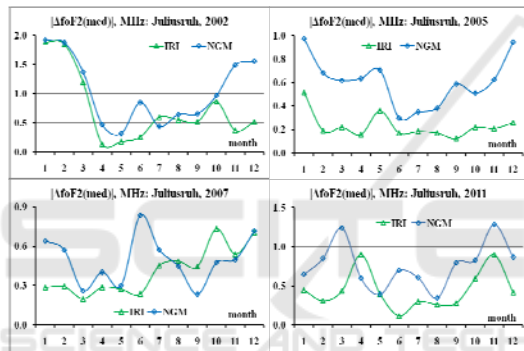 |ΔfoF2(med)|, MHz: Juliusruh, 2002
2.0
1.5
1.0
0.5
0.0
IRI NGM
month
1 2 3 4 5 6 7 8 9 10 11 12
|ΔfoF2(med)|, MHz: Juliusruh, 2005
1.0
0.8
0.6
0.4
0.2
0.0
IRI NGM
month
1 2 3 4 5 6 7 8 9 10 11 12
|ΔfoF2(med)|, MHz: Juliusruh, 2007
0.9
0.6
0.3
0.0
IRI NGM
month
1 2 3 4 5 6 7 8 9 10 11 12
|ΔfoF2(med)|, MHz: Juliusruh, 2011
1.5
1.0
0.5
0.0
IRI NGM
month
1 2 3 4 5 6 7 8 9 10 11 12